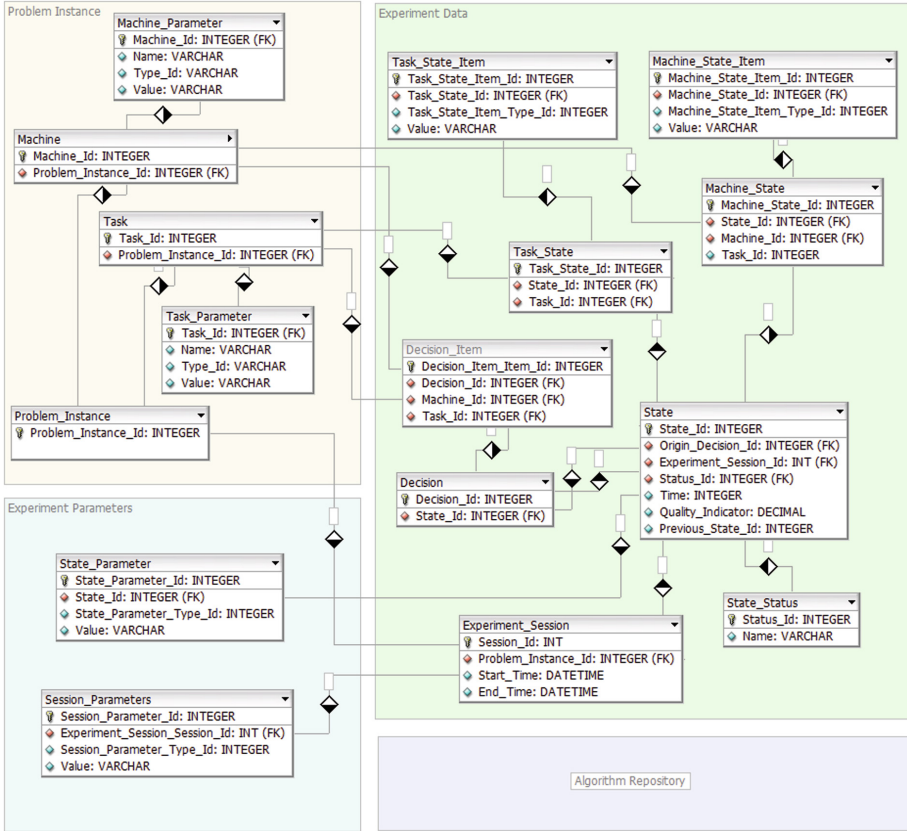 Problem Instance
Machine_Parameter
Machine_Id: INTEGER (FK)
Name: VARCHAR
Type_Id: VARCHAR
Value: VARCHAR
Machine
Machine_Id: INTEGER
Problem_Instance_Id: INTEGER (FK)
Task
Task_Id: INTEGER
Problem_Instance_Id: INTEGER (FK)
Task_Parameter
Task_Id: INTEGER (FK)
Name: VARCHAR
Type_Id: VARCHAR
Value: VARCHAR
Problem_Instance
Problem_Instance_Id: INTEGER
Experiment Data
Task_State_Item
Task_State_Item_Id: INTEGER
Task_State_Id: INTEGER (FK)
Task_State_Item_Type_Id: INTEGER
Value: VARCHAR
Machine_State_Item
Machine_State_Item_Id: INTEGER
Machine_State_Id: INTEGER (FK)
Machine_State_Item_Type_Id: INTEGER
Value: VARCHAR
Machine_State
Machine_State_Id: INTEGER
State_Id: INTEGER (FK)
Machine_Id: INTEGER (FK)
Task_Id: INTEGER
Task_State
Task_State_Id: INTEGER
State_Id: INTEGER (FK)
Task_Id: INTEGER (FK)
Decision_Item
Decision_Item_Item_Id: INTEGER
Decision_Id: INTEGER (FK)
Machine_Id: INTEGER (FK)
Task_Id: INTEGER (FK)
Decision
Decision_Id: INTEGER
State_Id: INTEGER (FK)
State
State_Id: INTEGER
Origin_Decision_Id: INTEGER (FK)
Experiment_Session_Id: INT (FK)
Status_Id: INTEGER (FK)
Time: INTEGER
Quality_Indicator: DECIMAL
Previous_State_Id: INTEGER
State_Status
Status_Id: INTEGER
Name: VARCHAR
Experiment_Session
Session_Id: INT
Problem_Instance_Id: INTEGER (FK)
Start_Time: DATETIME
End_Time: DATETIME
Experiment Parameters
State_Parameter
State_Parameter_Id: INTEGER
State_Id: INTEGER (FK)
State_Parameter_Type_Id: INTEGER
Value: VARCHAR
Session_Parameters
Session_Parameter_Id: INTEGER
Experiment_Session_Session_Id: INT (FK)
Session_Parameter_Type_Id: INTEGER
Value: VARCHAR
Algorithm Repository